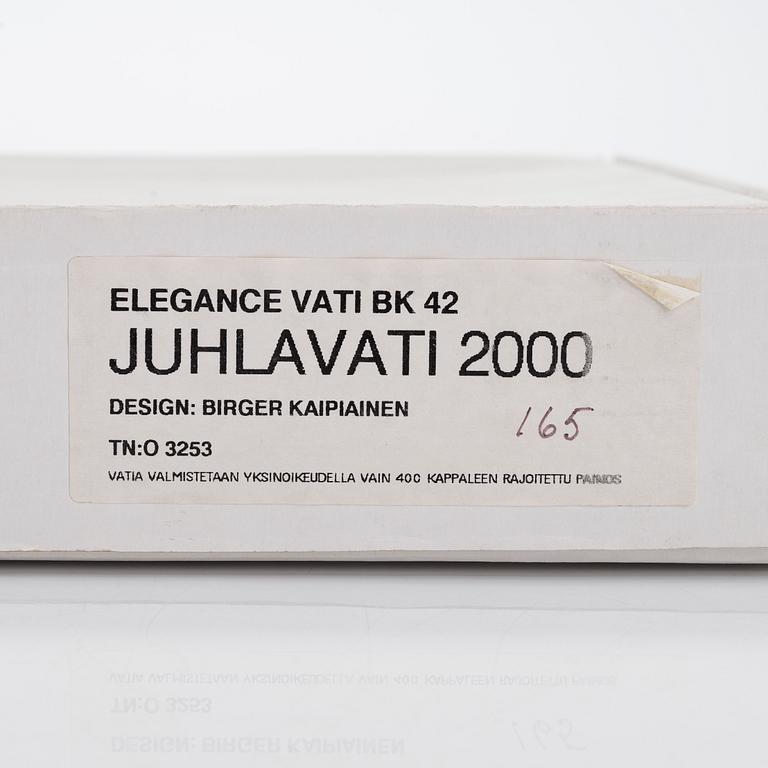 ELEGANCE VATI BK 42
JUHLAVATI 2000
DESIGN: BIRGER KAIPIAINEN
165
TN:O 3253
VATIA VALMISTETAAN YKSINOIKEUDELLA VAIN 400 KAPPALEEN RAJOITETTU PAINOS